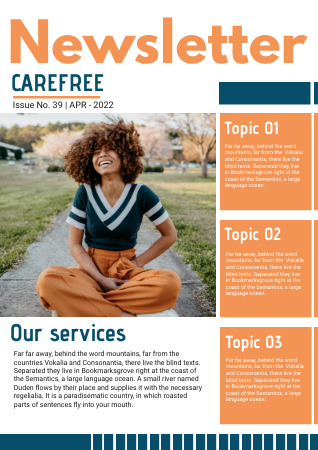 Newsletter
CAREFREE
Issue No. 39 | APR - 2022
Topic 01
Far far away, behind the word
mountains, far from the Vokalia
and Consonantia, there live the
blind texts. Separated they live
in Bookmarksgrove right at the
coast of the Semantics, a large
language ocean.
Topic 02
Far far away, behind the word
mountains, far from the Vokalia
and Consonantia, there live the
blind texts. Separated they live
in Bookmarksgrove right at the
coast of the Semantics, a large
language ocean.
Topic 03
Far far away, behind the word
mountains, far from the Vokalia
and Consonantia, there live the
blind texts. Separated they live
in Bookmarksgrove right at the
coast of the Semantics, a large
language ocean.
Our services
Far far away, behind the word mountains, far from the
countries Vokalia and Consonantia, there live the blind texts.
Separated they live in Bookmarksgrove right at the coast of
the Semantics, a large language ocean. A small river named
Duden flows by their place and supplies it with the necessary
regelialia. It is a paradisematic country, in which roasted
parts of sentences fly into your mouth.